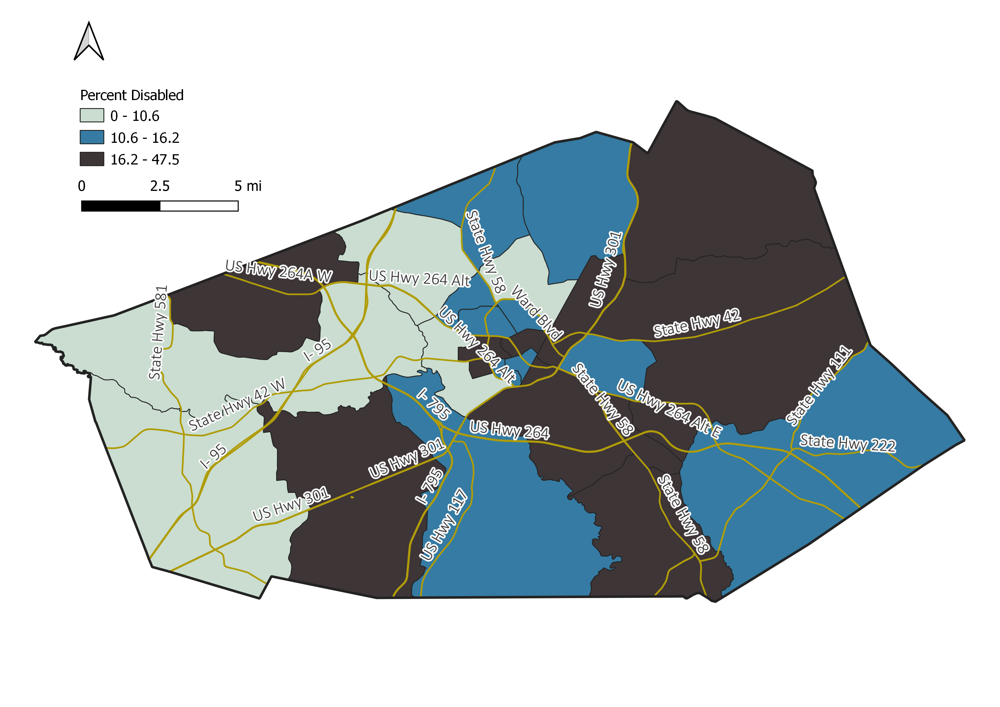 Percent Disabled
0 - 10.6
10.6 - 16.2
16.2 - 47.5
0 2.5 5 mi
State Hwy 58
US Hwy 301
US Hwy 264A W
US Hwy 264 Alt
State Hwy 581
Ward Blvd
US Hwy 264 Alt
State Hwy 42
I- 95
State Hwy 111
State Hwy 58
US Hwy 264 Alt E
State Hwy 42 W
I- 795
US Hwy 264
State Hwy 222
I- 95
US Hwy 301
I- 795
US Hwy 117
US Hwy 301
State Hwy 58